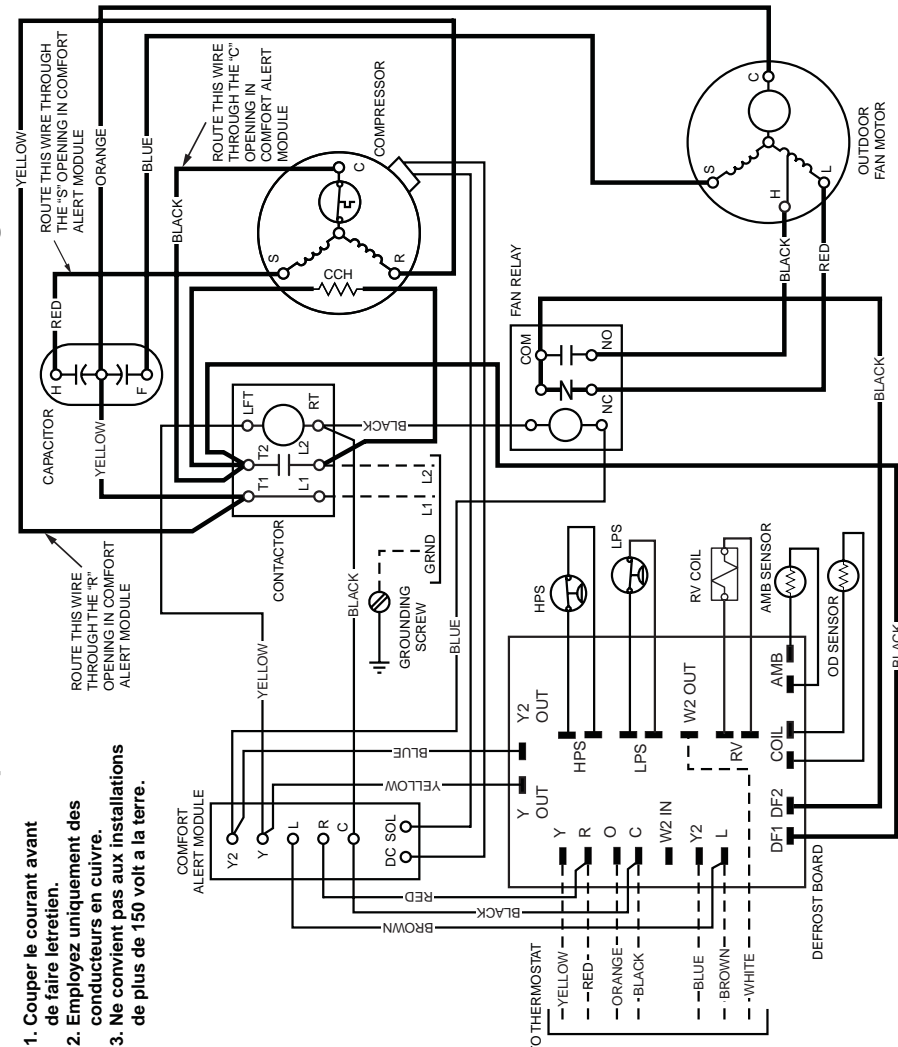 1. Couper le courant avant
de faire letretien.
2. Employez uniquement des
conducteurs en cuivre.
3. Ne convient pas aux installations
de plus de 150 volt a la terre.
YELLOW
ROUTE THIS WIRE THROUGH
THE "S" OPENING IN COMFORT
ALERT MODULE
ORANGE
BLUE
ROUTE THIS WIRE
THROUGH THE "C"
OPENING IN
COMFORT ALERT
MODULE
BLACK
COMPRESSOR
C
S
R
CCH
RED
H
F
CAPACITOR
YELLOW
OUTDOOR
FAN MOTOR
C
S
H
L
BLACK
RED
FAN RELAY
COM
NO
NC
BLACK
BLACK
LFT
RT
T2
L2
T1
L1
CONTACTOR
L2
L1
GRND
GROUNDING
SCREW
ROUTE THIS WIRE
THROUGH THE "R"
OPENING IN COMFORT
ALERT MODULE
YELLOW
BLACK
BLUE
COMFORT
ALERT MODULE
Y2
Y
L
R
C
DC SOL
BLUE
YELLOW
RED
BLACK
BROWN
Y
OUT
Y2
OUT
HPS
HPS
LPS
LPS
W2 OUT
RV
RV COIL
AMB SENSOR
OD SENSOR
AMB
COIL
DF2
DF1
Y
R
O
C
W2 IN
Y2
L
DEFROST BOARD
TO THERMOSTAT
YELLOW
RED
ORANGE
BLACK
BLUE
BROWN
WHITE
BLACK